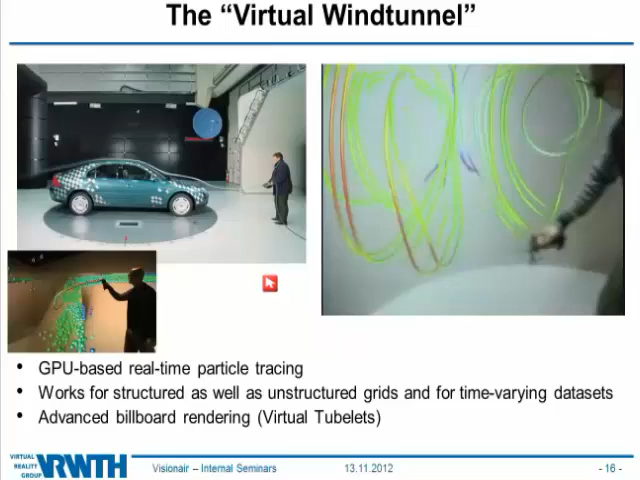 The “Virtual Windtunnel”
• GPU-based real-time particle tracing
• Works for structured as well as unstructured grids and for time-varying datasets
• Advanced billboard rendering (Virtual Tubelets)
VIRTUAL
REALITY
GROUP
VRWTH
Visionair – Internal Seminars
13.11.2012
- 16 -